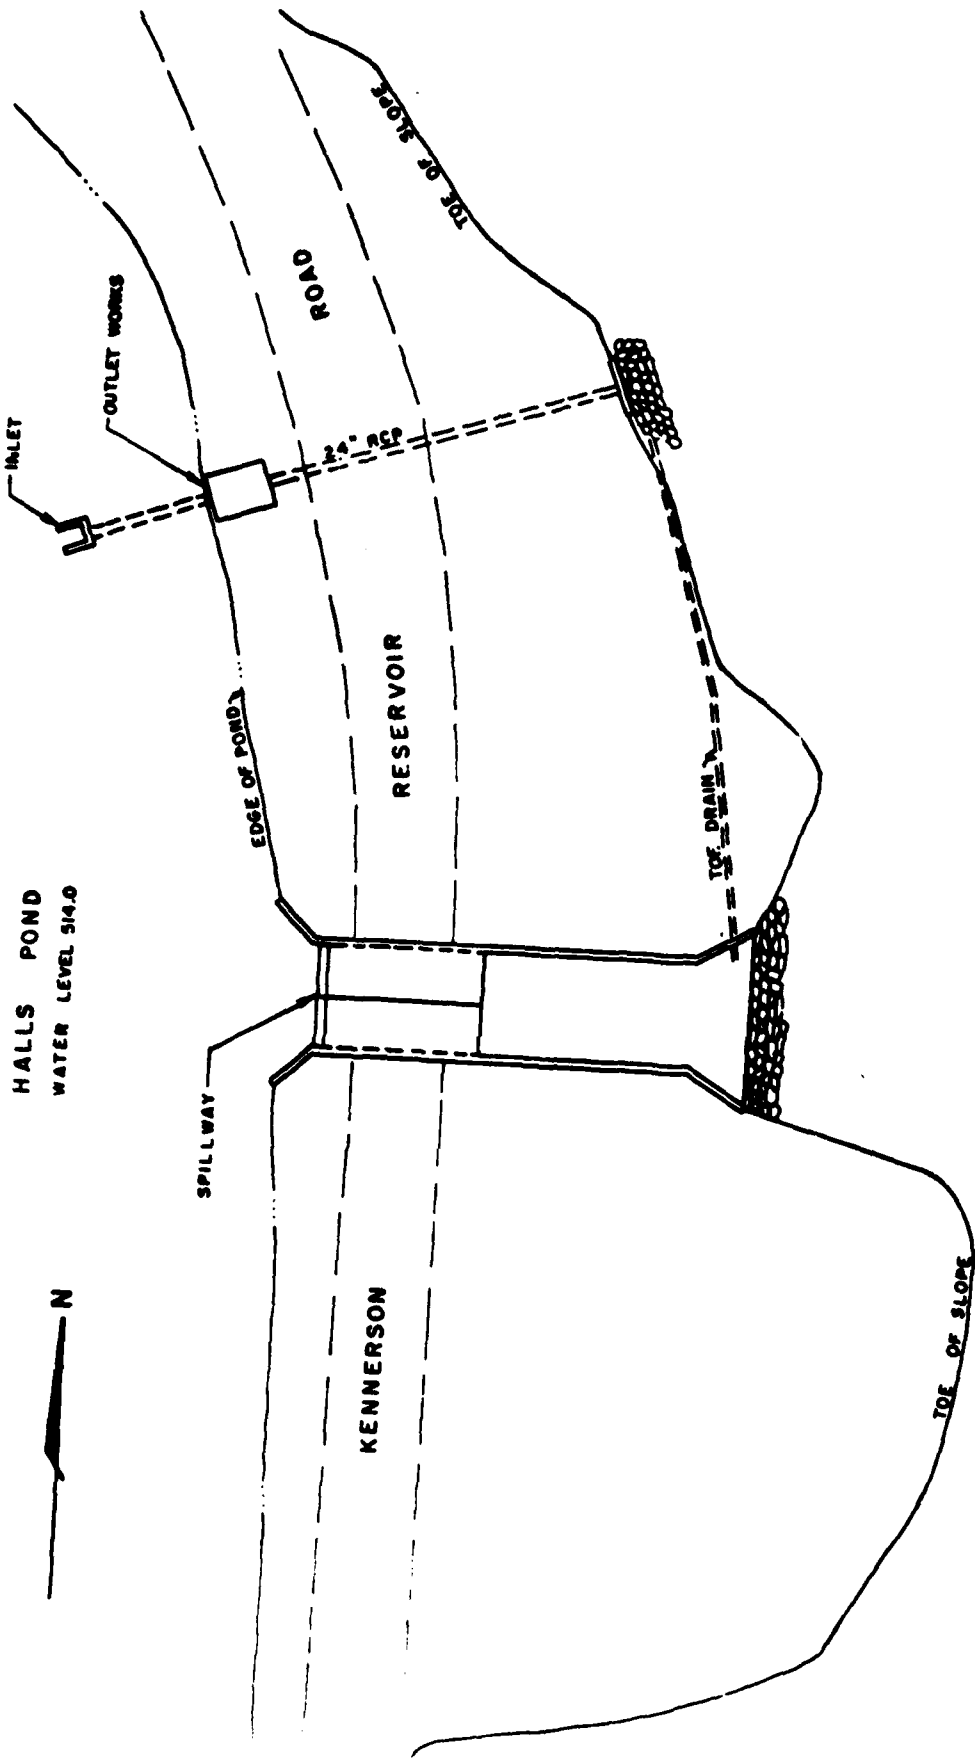 HALLS POND
WATER LEVEL 514.0
N
INLET
OUTLET WORKS
SPILLWAY
EDGE OF POND
KENNERSON
RESERVOIR
ROAD
24" RCP
TOE DRAIN
TOE OF SLOPE
TOE OF SLOPE